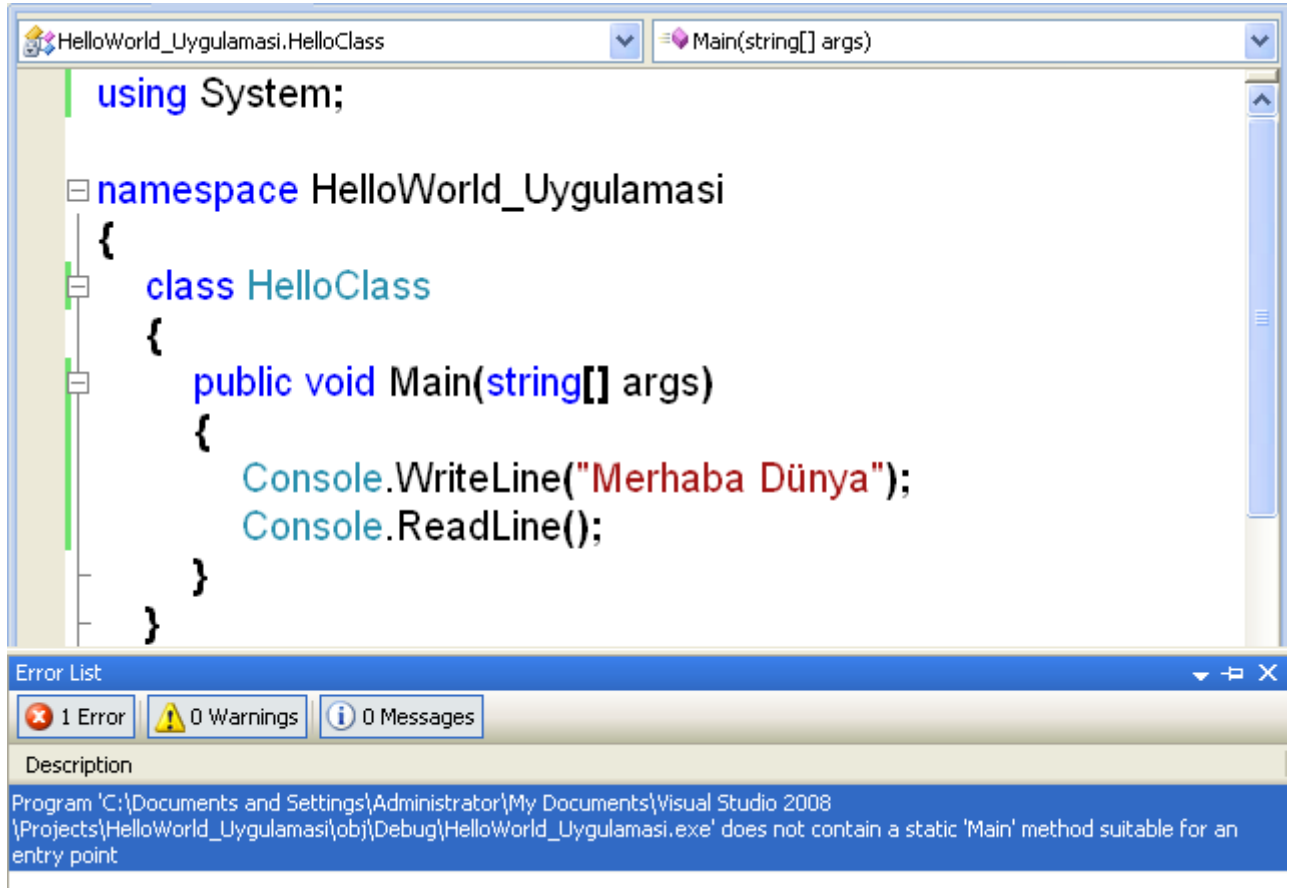 HelloWorld_Uygulamasi.HelloClass Main(string[] args)
using System;
namespace HelloWorld_Uygulamasi
{
class HelloClass
{
public void Main(string[] args)
{
Console.WriteLine("Merhaba Dünya");
Console.ReadLine();
}
}
Error List
1 Error 0 Warnings 0 Messages
Description
Program 'C:\Documents and Settings\Administrator\My Documents\Visual Studio 2008
\Projects\HelloWorld_Uygulamasi\obj\Debug\HelloWorld_Uygulamasi.exe' does not contain a static 'Main' method suitable for an
entry point